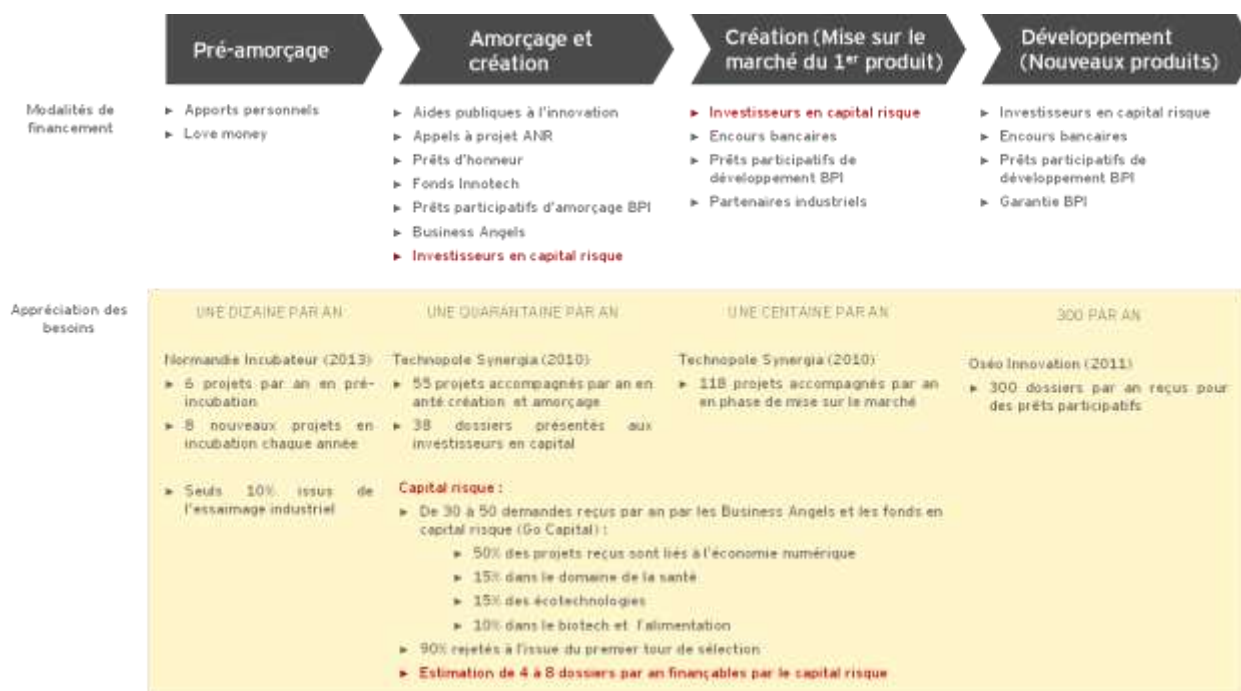 Pré-amorçage
Amorçage et
création
Création (Mise sur le
marché du 1er produit)
Développement
(Nouveaux produits)
Modalités de
financement
► Apports personnels
► Love money
► Aides publiques à l'innovation
► Appels à projet ANR
► Prêts d'honneur
► Fonds Innotech
► Prêts participatifs d'amorçage BPI
► Business Angels
► Investisseurs en capital risque
► Investisseurs en capital risque
► Encours bancaires
► Prêts participatifs de
développement BPI
► Partenaires industriels
► Investisseurs en capital risque
► Encours bancaires
► Prêts participatifs de
développement BPI
► Garantie BPI
Appréciation des
besoins
UNE DIZAINE PAR AN
UNE QUARANTAINE PAR AN
UNE CENTAINE PAR AN
300 PAR AN
Normandie Incubateur (2013)
► 6 projets par an en pré-
incubation
► 8 nouveaux projets en
incubation chaque année
► Seuls 10% issus de
l'essaimage industriel
Technopole Synergia (2010)
► 55 projets accompagnés par an en
anté création et amorçage
► 38 dossiers présentés aux
investisseurs en capital
Technopole Synergia (2010)
► 118 projets accompagnés par an
en phase de mise sur le marché
Oséo Innovation (2011)
► 300 dossiers par an reçus pour
des prêts participatifs
Capital risque :
► De 30 à 50 demandes reçus par an par les Business Angels et les fonds en
capital risque (Go Capital) :
► 50% des projets reçus sont liés à l'économie numérique
► 15% dans le domaine de la santé
► 15% des écotechnologies
► 10% dans le biotech et l'alimentation
► 90% rejetés à l'issue du premier tour de sélection
► Estimation de 4 à 8 dossiers par an finançables par le capital risque